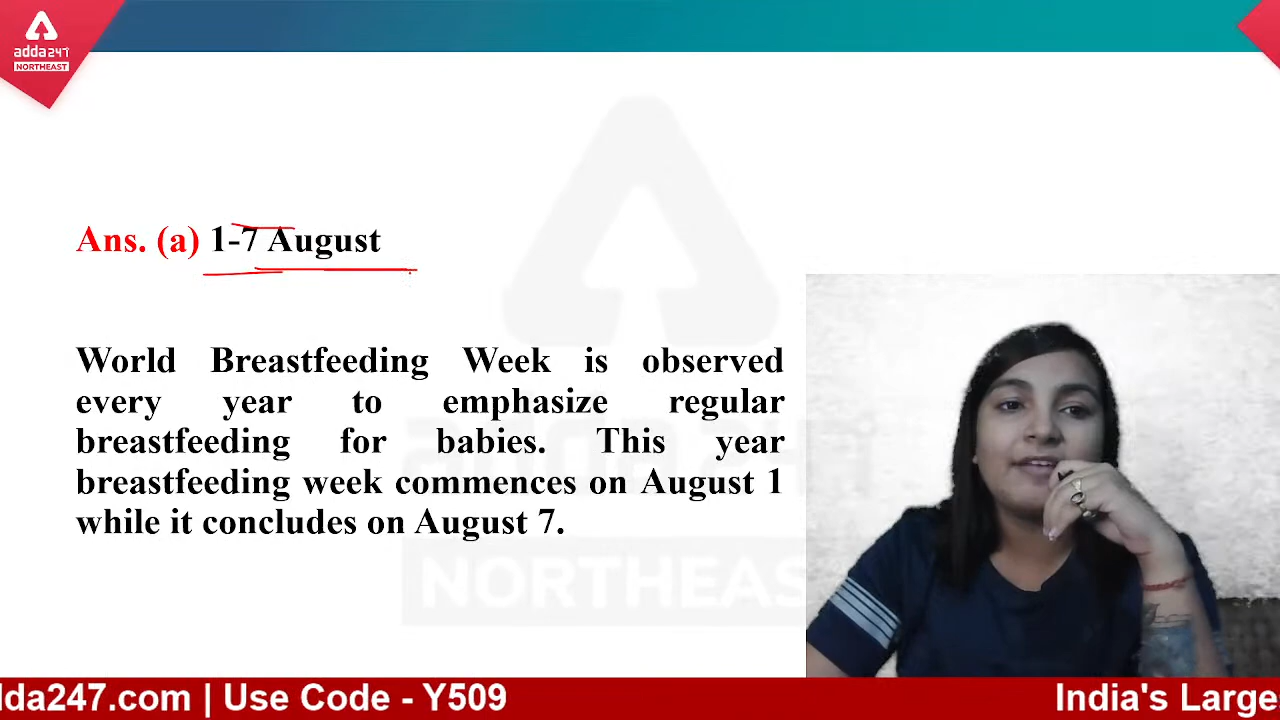 adda247
NORTHEAST
Ans. (a) 1-7 August
World Breastfeeding Week is observed
every year to emphasize regular
breastfeeding for babies. This year
breastfeeding week commences on August 1
while it concludes on August 7.
adda247
NORTHEAST
dda247.com | Use Code - Y509
India's Large